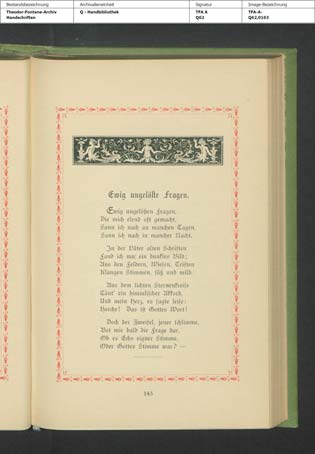 Bestandsbezeichnung
Archivalieneinheit
Signatur
Image-Bezeichnung
Theodor-Fontane-Archiv
Handschriften
Q - Handbibliothek
TFA A
Q62
TFA-A-
Q62,0163
Ewig ungelöste Fragen.
Ewig ungelösten Fragen,
Die mich elend oft gemacht,
Sann ich nach an manchen Tagen,
Sann ich nach in mancher Nacht.
In der Väter alten Schriften
Fand ich nur ein dunkles Bild;
Aus den Feldern, Wiesen, Triften
Klangen Stimmen, süß und mild.
Aus dem lichten Sternenkreise
Tönt' ein himmlischer Akkord,
Und mein Herz, es sagte leise:
Horche! Das ist Gottes Wort!
Doch der Zweifel, jener schlimme,
Bot mir bald die Frage dar,
Ob es Echo eigner Stimme,
Oder Gottes Stimme war? —
143